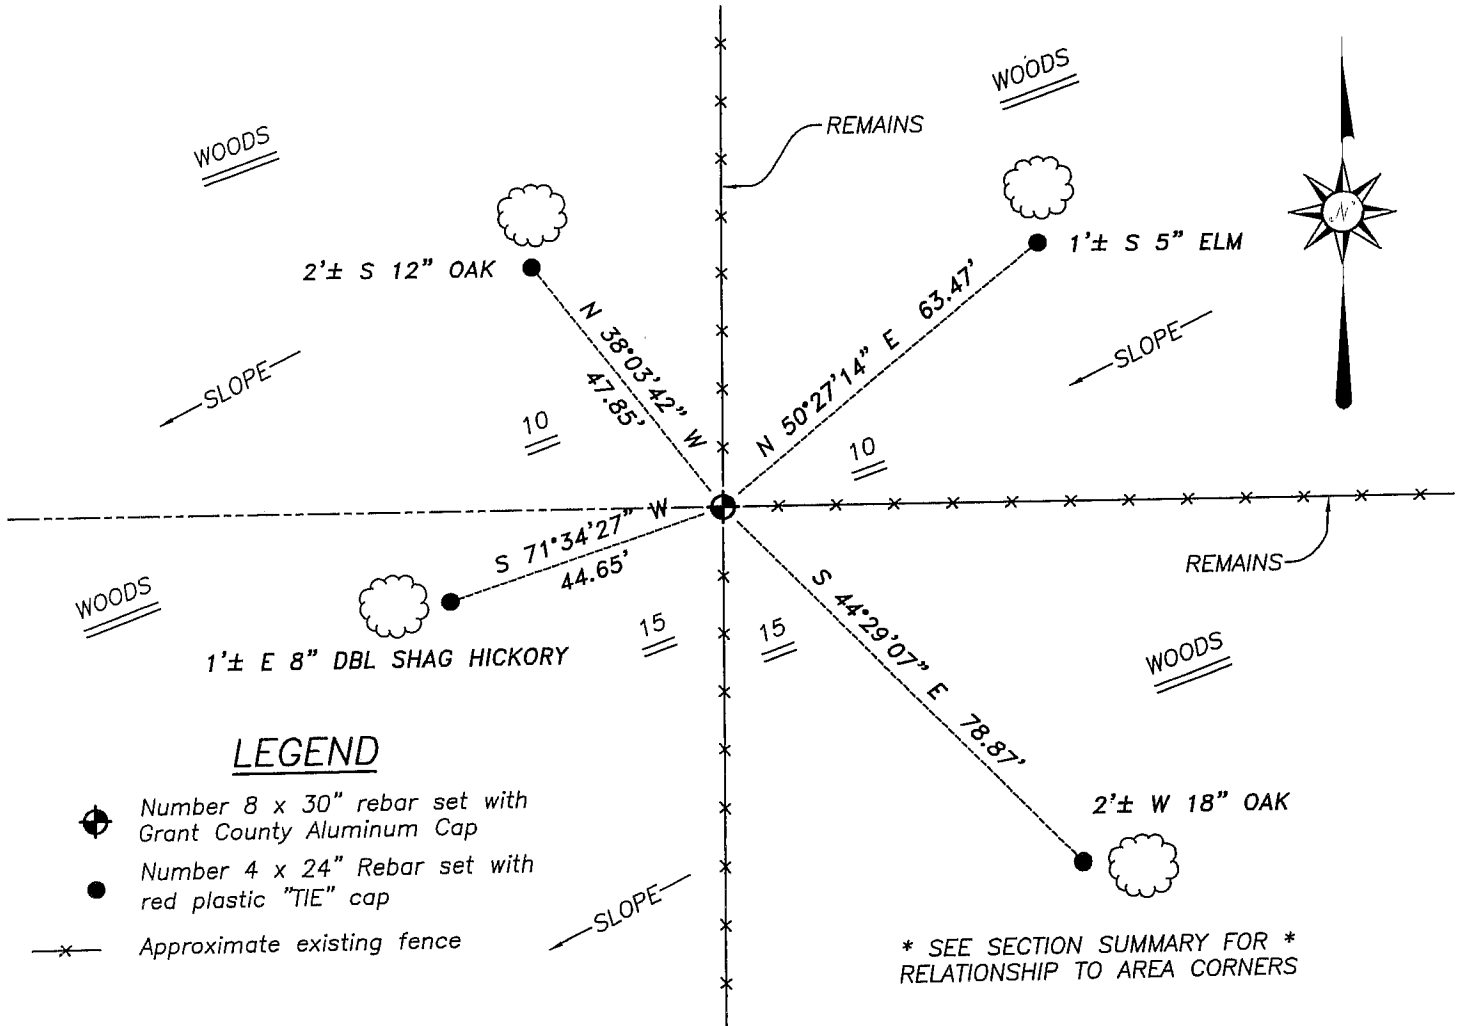 WOODS
REMAINS
WOODS
N
2'± S 12" OAK
1'± S 5" ELM
N 38°03'42" W
47.85'
N 50°27'14" E 63.47'
SLOPE
SLOPE
10
10
S 71°34'27" W
44.65'
WOODS
1'± E 8" DBL SHAG HICKORY
15
15
S 44°29'07" E 78.87'
REMAINS
WOODS
2'± W 18" OAK
LEGEND
Number 8 x 30" rebar set with
Grant County Aluminum Cap
Number 4 x 24" Rebar set with
red plastic "TIE" cap
Approximate existing fence
SLOPE
* SEE SECTION SUMMARY FOR *
RELATIONSHIP TO AREA CORNERS